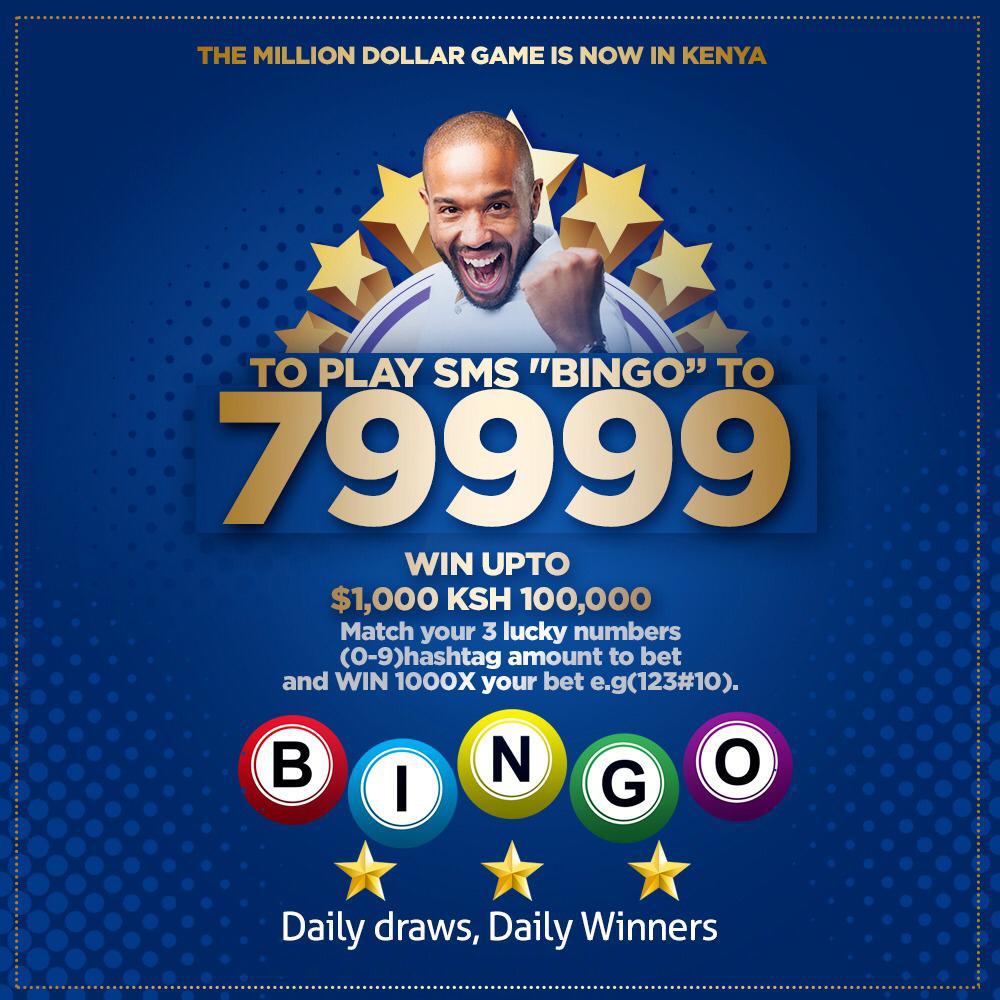 THE MILLION DOLLAR GAME IS NOW IN KENYA
TO PLAY SMS "BINGO” TO
79999
WIN UPTO
$1,000 KSH 100,000
Match your 3 lucky numbers
(0-9)hashtag amount to bet
and WIN 1000X your bet e.g(123#10).
B I N G O
Daily draws, Daily Winners